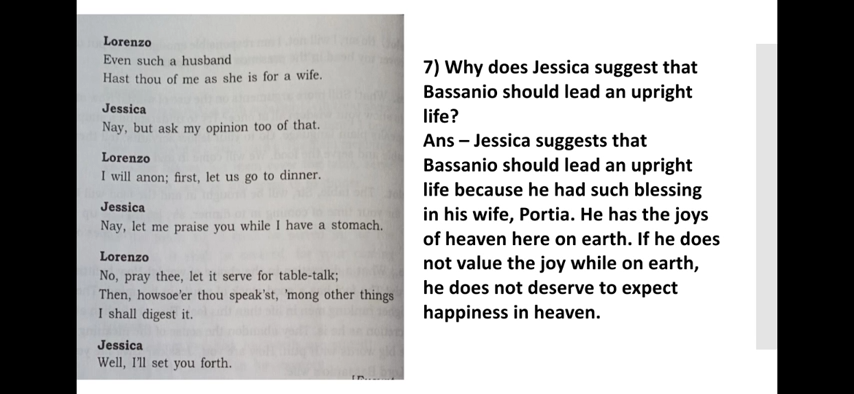 Lorenzo
Even such a husband
Hast thou of me as she is for a wife.
Jessica
Nay, but ask my opinion too of that.
Lorenzo
I will anon; first, let us go to dinner.
Jessica
Nay, let me praise you while I have a stomach.
Lorenzo
No, pray thee, let it serve for table-talk;
Then, howsoe'er thou speak'st, 'mong other things
I shall digest it.
Jessica
Well, I'll set you forth.
7) Why does Jessica suggest that
Bassanio should lead an upright
life?
Ans – Jessica suggests that
Bassanio should lead an upright
life because he had such blessing
in his wife, Portia. He has the joys
of heaven here on earth. If he does
not value the joy while on earth,
he does not deserve to expect
happiness in heaven.